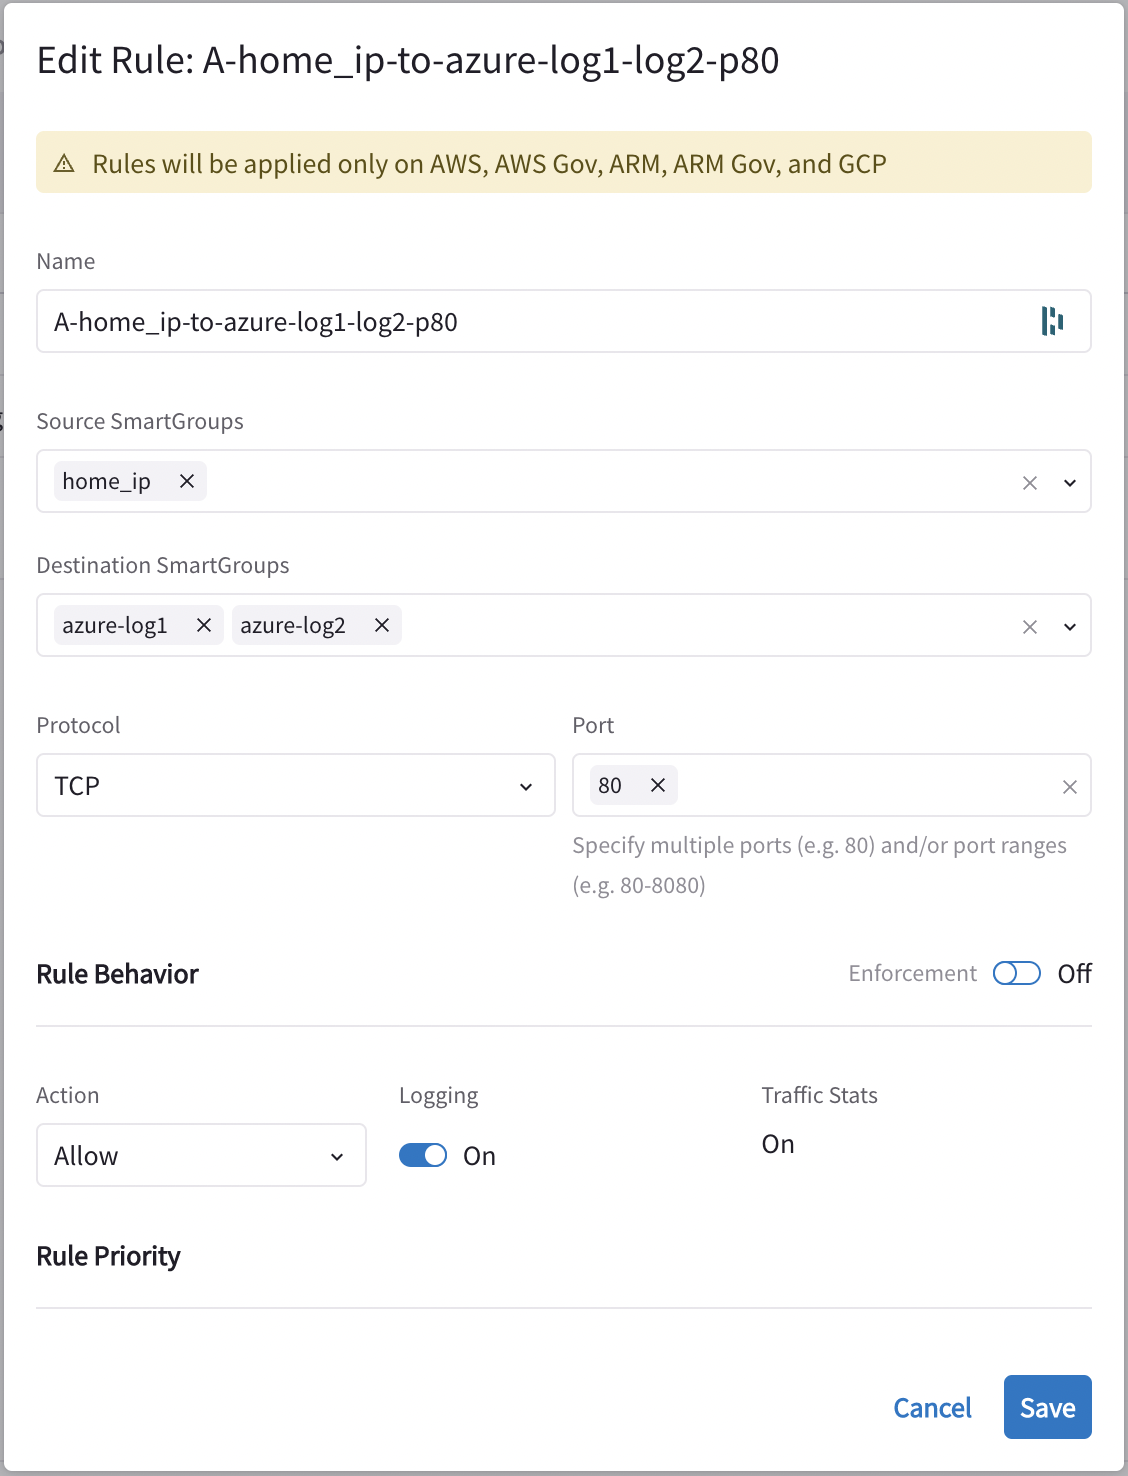 Edit Rule: A-home_ip-to-azure-log1-log2-p80
Rules will be applied only on AWS, AWS Gov, ARM, ARM Gov, and GCP
Name
A-home_ip-to-azure-log1-log2-p80
Source SmartGroups
home_ip
Destination SmartGroups
azure-log1 azure-log2
Protocol Port
TCP 80
Specify multiple ports (e.g. 80) and/or port ranges
(e.g. 80-8080)
Rule Behavior Enforcement Off
Action Logging Traffic Stats
Allow On On
Rule Priority
Cancel Save